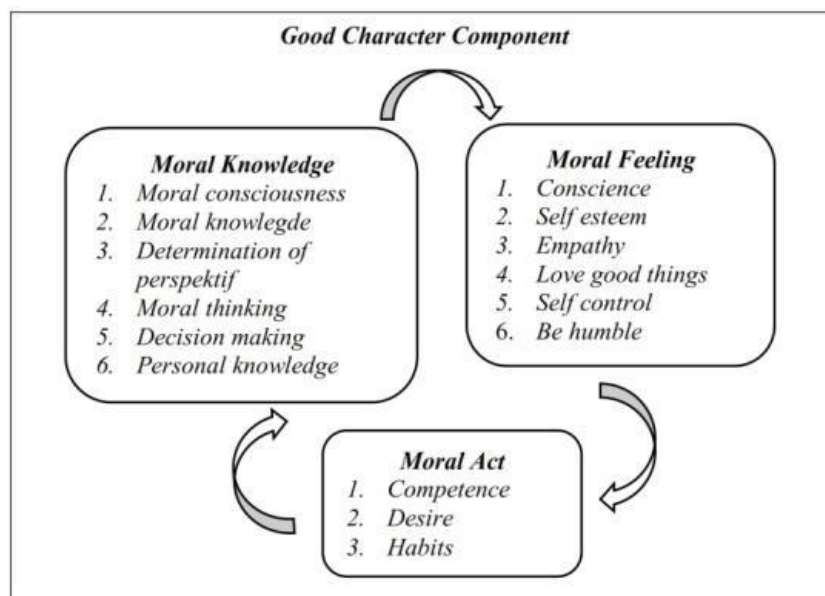 Good Character Component
Moral Knowledge
1. Moral consciousness
2. Moral knowlegde
3. Determination of
perspektif
4. Moral thinking
5. Decision making
6. Personal knowledge
Moral Feeling
1. Conscience
2. Self esteem
3. Empathy
4. Love good things
5. Self control
6. Be humble
Moral Act
1. Competence
2. Desire
3. Habits